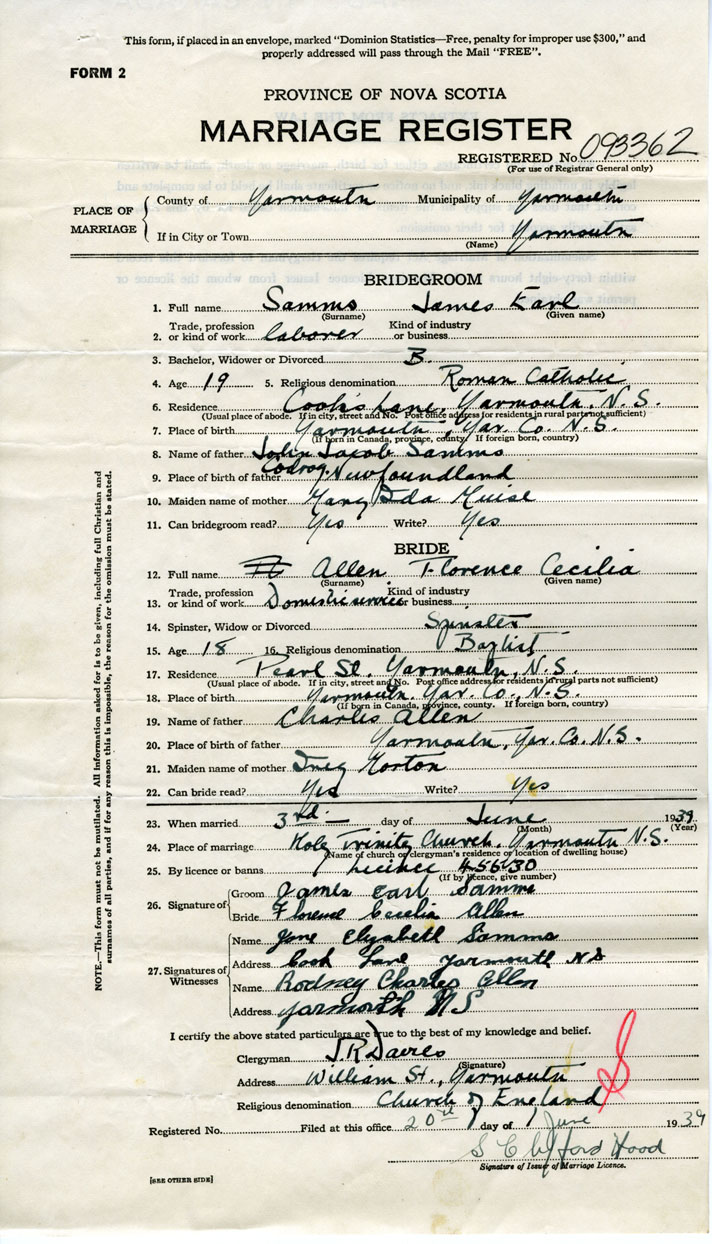 This form, if placed in an envelope, marked "Dominion Statistics—Free, penalty for improper use $300," and
properly addressed will pass through the Mail "FREE".
FORM 2
PROVINCE OF NOVA SCOTIA
MARRIAGE REGISTER
REGISTERED No. 093362
(For use of Registrar General only)
PLACE OF MARRIAGE
County of Yarmouth Municipality of Yarmouth
If in City or Town Yarmouth
(Name)
BRIDEGROOM
1. Full name Samms James Earl
(Surname) (Given name)
2. Trade, profession or kind of work laborer Kind of industry or business
3. Bachelor, Widower or Divorced B.
4. Age 19 5. Religious denomination Roman Catholic
6. Residence Cook's Lane, Yarmouth, N.S.
(Usual place of abode. If in city, street and No. Post office address for residents in rural parts not sufficient)
7. Place of birth Yarmouth, Yar. Co. N.S.
(If born in Canada, province, county. If foreign born, country)
8. Name of father John Jacob Samms
9. Place of birth of father Codroy, Newfoundland
10. Maiden name of mother Mary Ida Muise
11. Can bridegroom read? Yes Write? Yes
BRIDE
12. Full name Allen Florence Cecilia
(Surname) (Given name)
13. Trade, profession or kind of work Domestic service Kind of industry or business
14. Spinster, Widow or Divorced Spinster
15. Age 18 16. Religious denomination Baptist
17. Residence Pearl St. Yarmouth, N.S.
(Usual place of abode. If in city, street and No. Post office address for residents in rural parts not sufficient)
18. Place of birth Yarmouth, Yar. Co., N.S.
(If born in Canada, province, county. If foreign born, country)
19. Name of father Charles Allen
20. Place of birth of father Yarmouth, Yar. Co. N.S.
21. Maiden name of mother Inez Horton
22. Can bride read? Yes Write? Yes
23. When married 3rd day of June 1939
(Month) (Year)
24. Place of marriage Holy Trinity Church, Yarmouth N.S.
(Name of church or clergyman's residence or location of dwelling house)
25. By licence or banns licence 45630
(If by licence, give number)
26. Signature of
Groom James Earl Samms
Bride Florence Cecelia Allen
27. Signatures of Witnesses
Name Jane Elizabeth Samms
Address Cook Lane Yarmouth NS
Name Rodney Charles Allen
Address Yarmouth NS
I certify the above stated particulars are true to the best of my knowledge and belief.
Clergyman J R Davies
(Signature)
Address William St., Yarmouth
Religious denomination Church of England
Registered No. Filed at this office 20th day of June 1939
S Clifford Hood
Signature of Issuer of Marriage Licence.
[SEE OTHER SIDE]
NOTE.—This form must not be mutilated. All information asked for is to be given, including full Christian and
surnames of all parties, and if for any reason this is impossible, the reason for the omission must be stated.